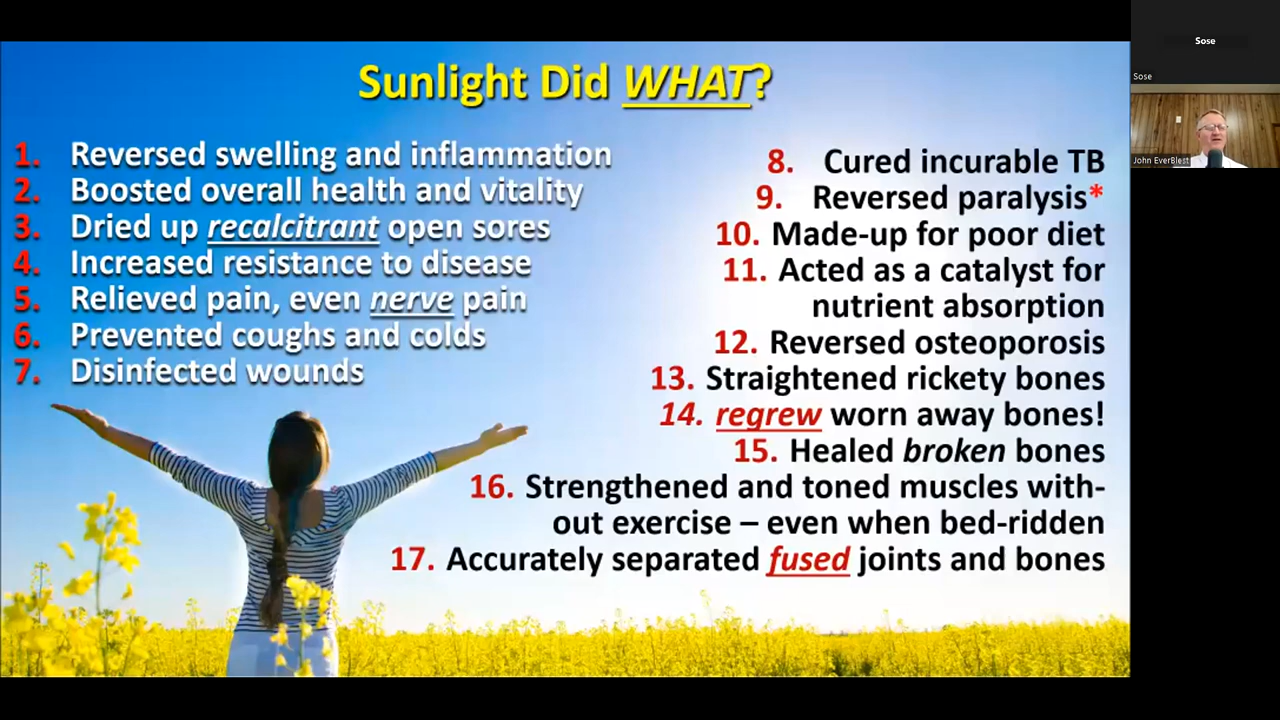 Sunlight Did WHAT?
1. Reversed swelling and inflammation
2. Boosted overall health and vitality
3. Dried up recalcitrant open sores
4. Increased resistance to disease
5. Relieved pain, even nerve pain
6. Prevented coughs and colds
7. Disinfected wounds
8. Cured incurable TB
9. Reversed paralysis*
10. Made-up for poor diet
11. Acted as a catalyst for
nutrient absorption
12. Reversed osteoporosis
13. Straightened rickety bones
14. regrew worn away bones!
15. Healed broken bones
16. Strengthened and toned muscles with-
out exercise – even when bed-ridden
17. Accurately separated fused joints and bones
Sose
Sose
John EverBlest